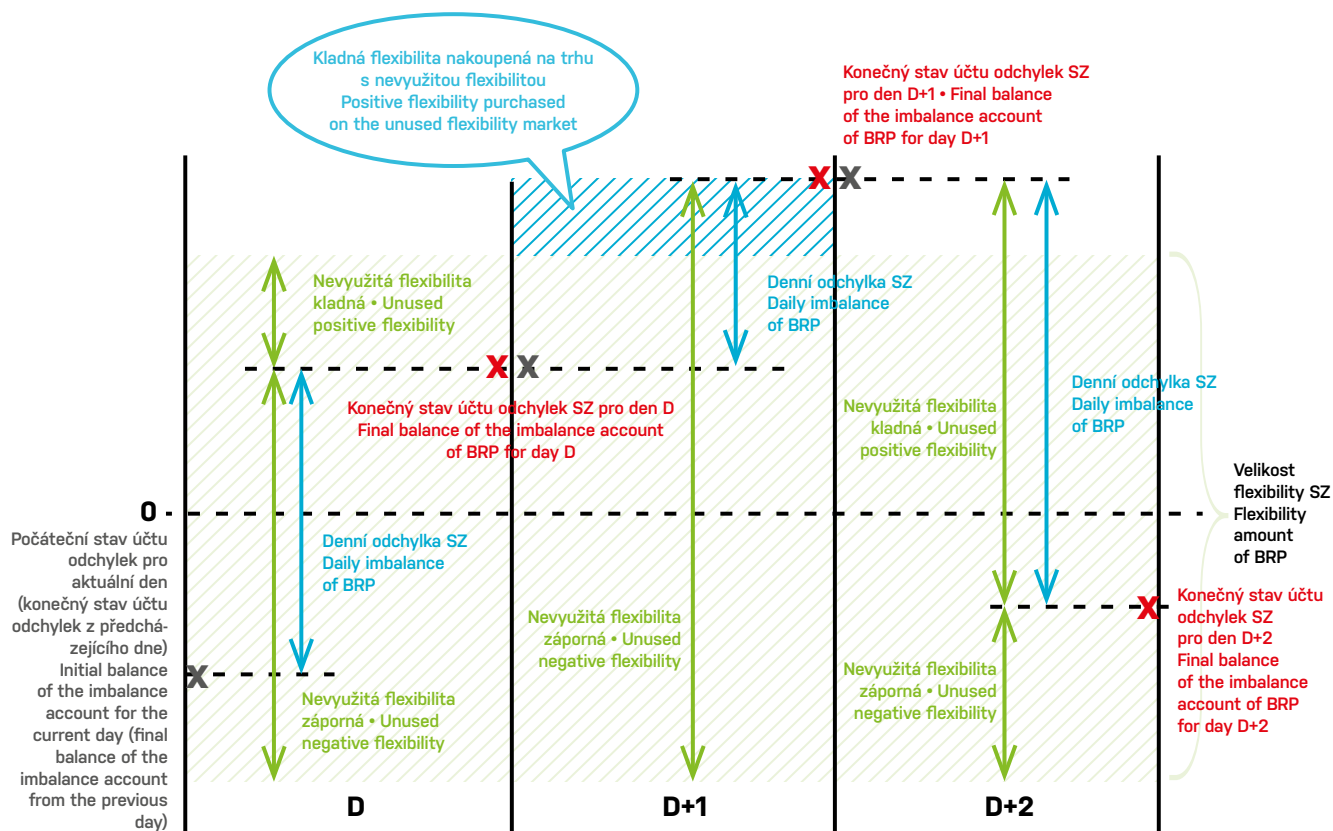 Kladná flexibilita nakoupená na trhu
s nevyužitou flexibilitou
Positive flexibility purchased
on the unused flexibility market
Konečný stav účtu odchylek SZ
pro den D+1 • Final balance
of the imbalance account
of BRP for day D+1
X X
Nevyužitá flexibilita
kladná • Unused
positive flexibility
Denní odchylka SZ
Daily imbalance
of BRP
X X
Konečný stav účtu odchylek SZ pro den D
Final balance of the imbalance account
of BRP for day D
Nevyužitá flexibilita
kladná • Unused
positive flexibility
Denní odchylka SZ
Daily imbalance
of BRP
Velikost
flexibility SZ
Flexibility
amount
of BRP
0
Počáteční stav účtu
odchylek pro
aktuální den
(konečný stav účtu
odchylek z předchá-
zejícího dne)
Initial balance
of the imbalance
account for the
current day (final
balance of the
imbalance account
from the previous
day)
X
Denní odchylka SZ
Daily imbalance
of BRP
Nevyužitá flexibilita
záporná • Unused
negative flexibility
Nevyužitá flexibilita
záporná • Unused
negative flexibility
Nevyužitá flexibilita
záporná • Unused
negative flexibility
X
Konečný stav účtu
odchylek SZ
pro den D+2
Final balance
of the imbalance
account of BRP
for day D+2
D
D+1
D+2